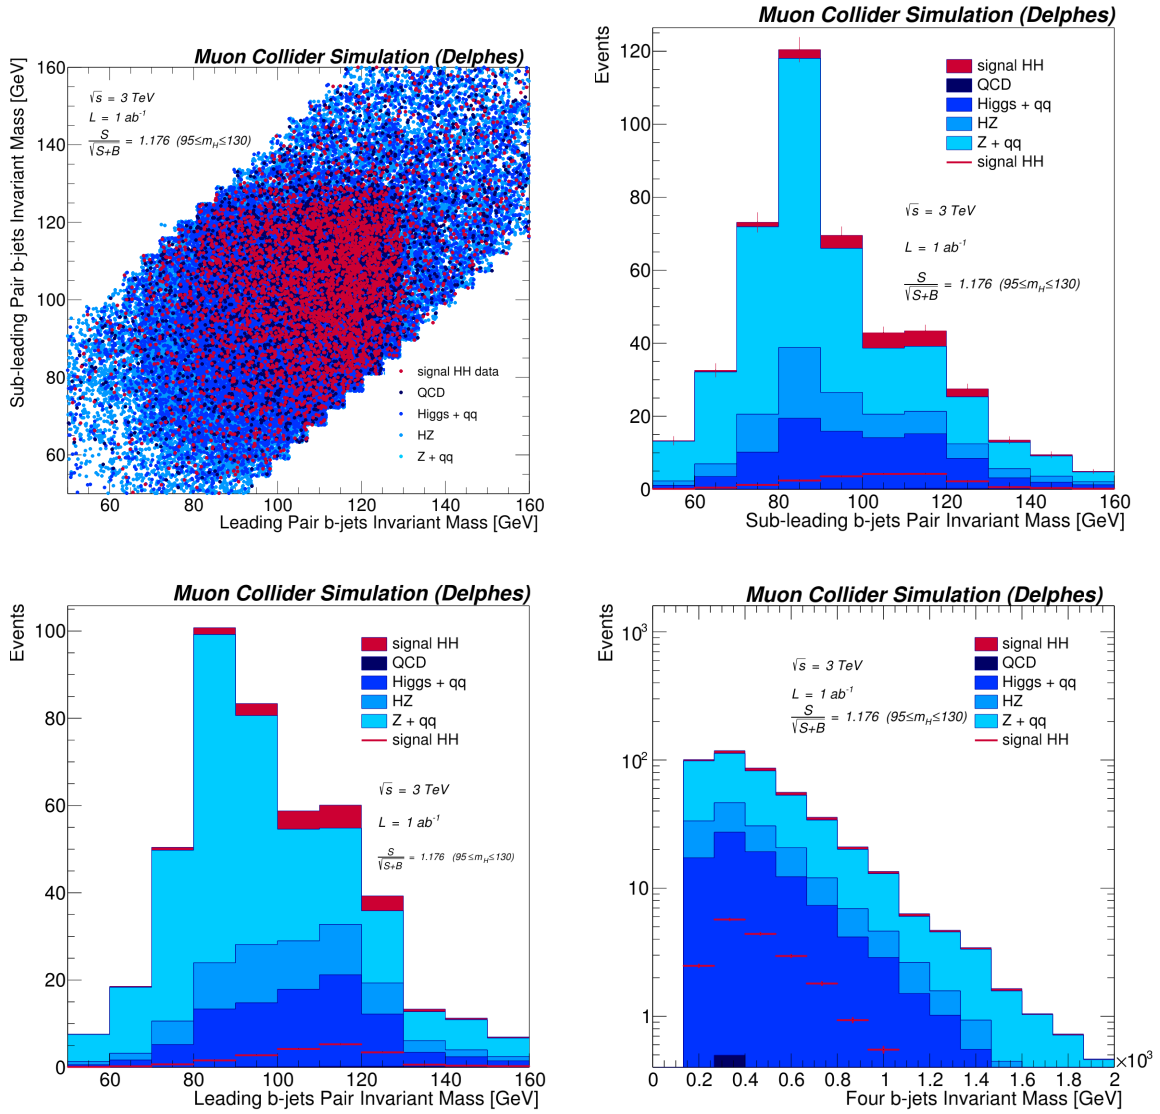 Muon Collider Simulation (Delphes)
Sub-leading Pair b-jets Invariant Mass [GeV]
160
140
120
100
80
60
√s = 3 TeV
L = 1 ab⁻¹
S/√S+B = 1.176 (95≤m_H≤130)
signal HH data
QCD
Higgs + qq
HZ
Z + qq
60 80 100 120 140 160
Leading Pair b-jets Invariant Mass [GeV]
Muon Collider Simulation (Delphes)
Events
120
100
80
60
40
20
0
signal HH
QCD
Higgs + qq
HZ
Z + qq
signal HH
√s = 3 TeV
L = 1 ab⁻¹
S/√S+B = 1.176 (95≤m_H≤130)
60 80 100 120 140 160
Sub-leading b-jets Pair Invariant Mass [GeV]
Muon Collider Simulation (Delphes)
Events
100
80
60
40
20
0
signal HH
QCD
Higgs + qq
HZ
Z + qq
signal HH
√s = 3 TeV
L = 1 ab⁻¹
S/√S+B = 1.176 (95≤m_H≤130)
60 80 100 120 140 160
Leading b-jets Pair Invariant Mass [GeV]
Muon Collider Simulation (Delphes)
Events
10³
10²
10
1
signal HH
QCD
Higgs + qq
HZ
Z + qq
signal HH
√s = 3 TeV
L = 1 ab⁻¹
S/√S+B = 1.176 (95≤m_H≤130)
0 0.2 0.4 0.6 0.8 1 1.2 1.4 1.6 1.8 2
×10³
Four b-jets Invariant Mass [GeV]